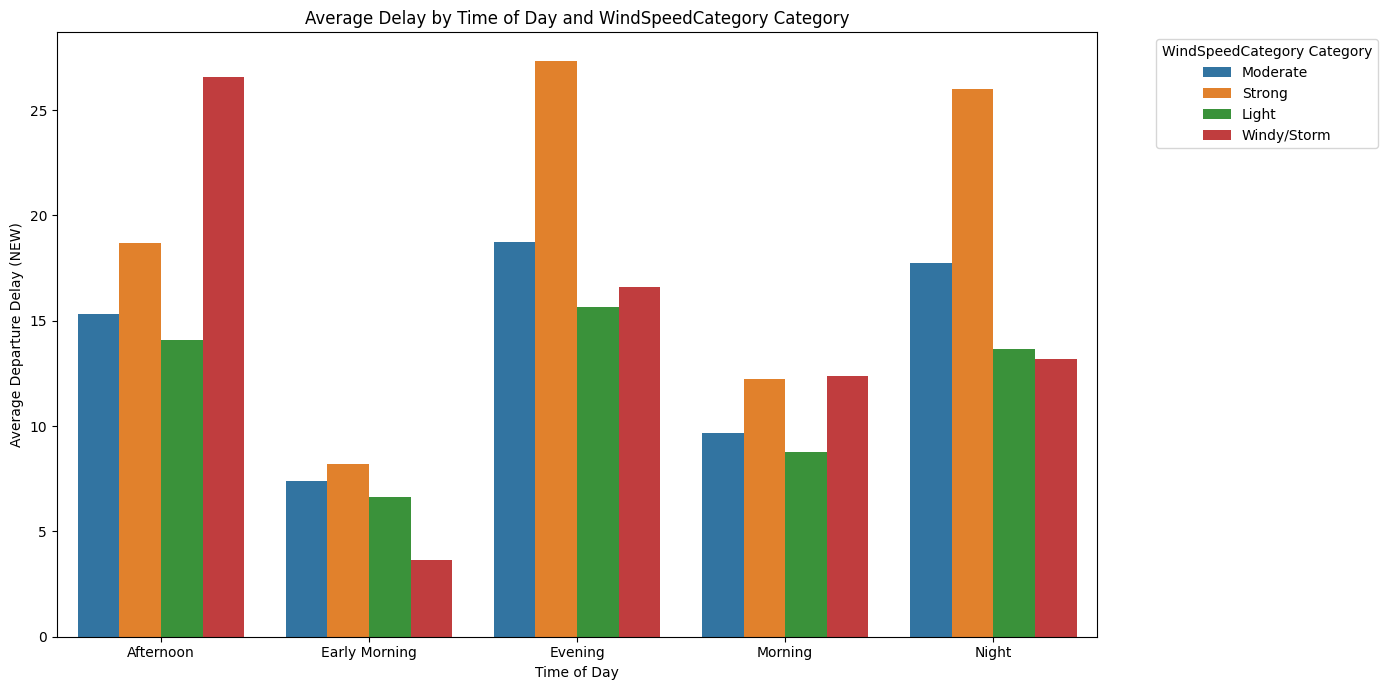 Average Delay by Time of Day and WindSpeedCategory Category
WindSpeedCategory Category
Moderate
Strong
Light
Windy/Storm
Average Departure Delay (NEW)
25
20
15
10
5
0
Afternoon
Early Morning
Evening
Morning
Night
Time of Day